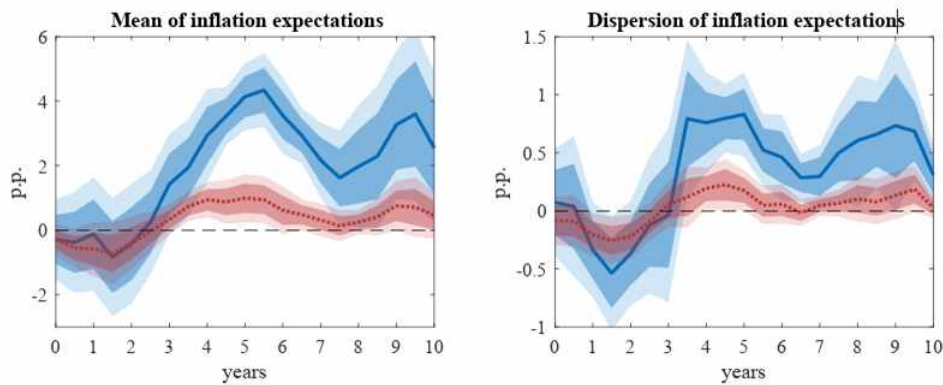 Mean of inflation expectations
6
4
2
0
-2
p.p.
0 1 2 3 4 5 6 7 8 9 10
years
Dispersion of inflation expectations
1.5
1
0.5
0
-0.5
-1
p.p.
0 1 2 3 4 5 6 7 8 9 10
years